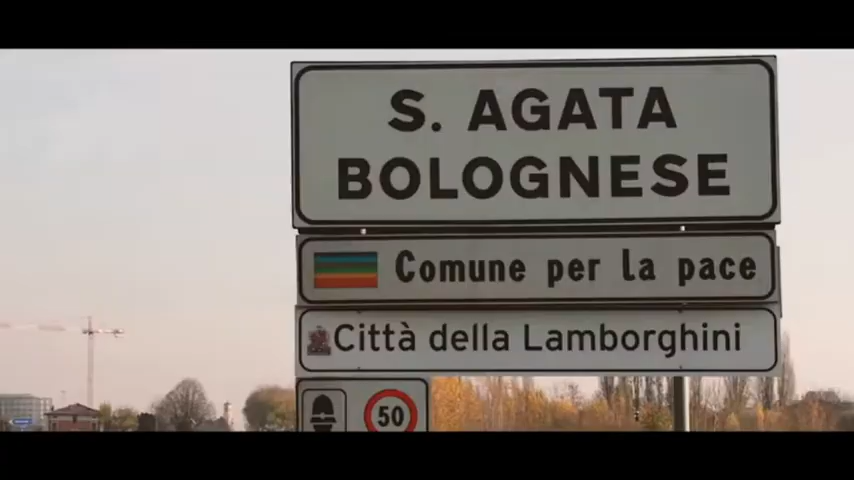 S. AGATA
BOLOGNESE
Comune per la pace
Città della Lamborghini
50